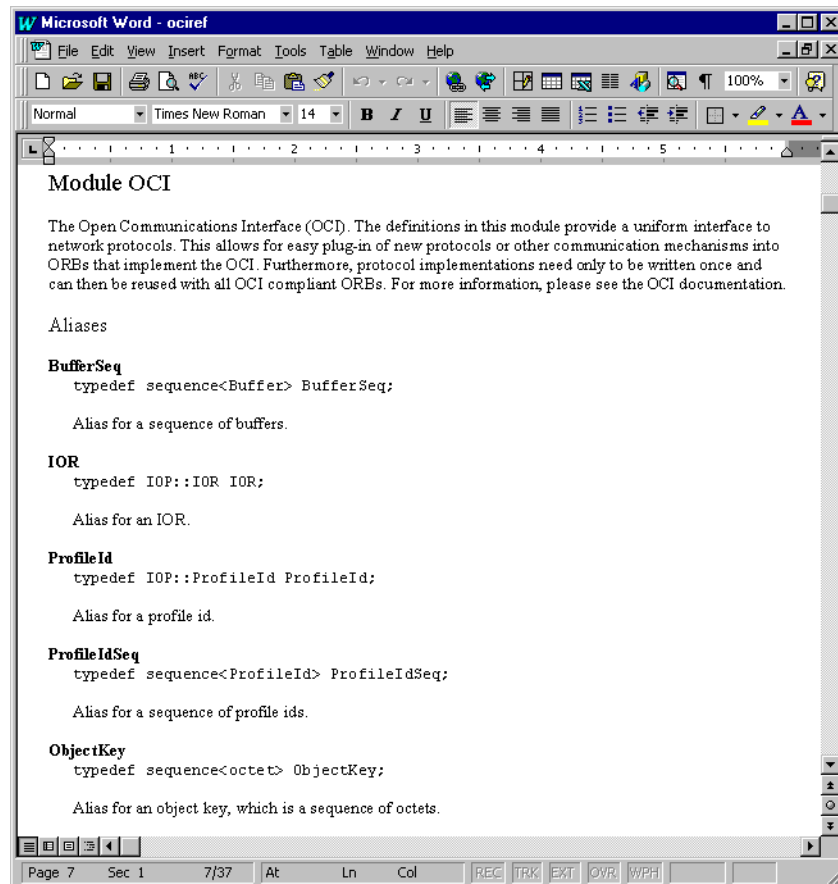 Microsoft Word - ociref
File Edit View Insert Format Tools Table Window Help
ABC 100%
Normal Times New Roman 14 B I U A
1 2 3 4 5
Module OCI
The Open Communications Interface (OCI). The definitions in this module provide a uniform interface to
network protocols. This allows for easy plug-in of new protocols or other communication mechanisms into
ORBs that implement the OCI. Furthermore, protocol implementations need only to be written once and
can then be reused with all OCI compliant ORBs. For more information, please see the OCI documentation.
Aliases
BufferSeq
typedef sequence<Buffer> BufferSeq;
Alias for a sequence of buffers.
IOR
typedef IOP::IOR IOR;
Alias for an IOR.
ProfileId
typedef IOP::ProfileId ProfileId;
Alias for a profile id.
ProfileIdSeq
typedef sequence<ProfileId> ProfileIdSeq;
Alias for a sequence of profile ids.
ObjectKey
typedef sequence<octet> ObjectKey;
Alias for an object key, which is a sequence of octets.
Page 7 Sec 1 7/37 At Ln Col REC TRK EXT OVR WPH